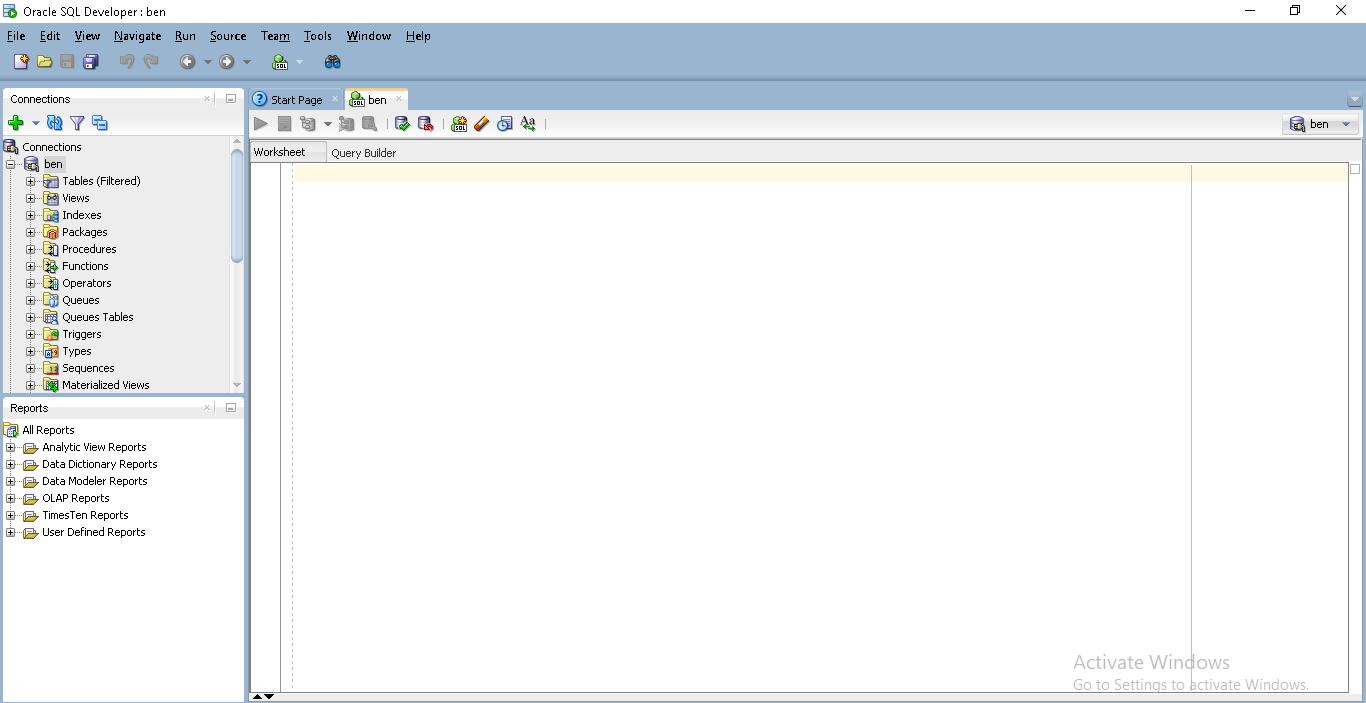 Oracle SQL Developer : ben
File Edit View Navigate Run Source Team Tools Window Help
Connections
Start Page
ben
ben
Worksheet
Query Builder
Connections
ben
Tables (Filtered)
Views
Indexes
Packages
Procedures
Functions
Operators
Queues
Queues Tables
Triggers
Types
Sequences
Materialized Views
Reports
All Reports
Analytic View Reports
Data Dictionary Reports
Data Modeler Reports
OLAP Reports
TimesTen Reports
User Defined Reports
Activate Windows
Go to Settings to activate Windows.